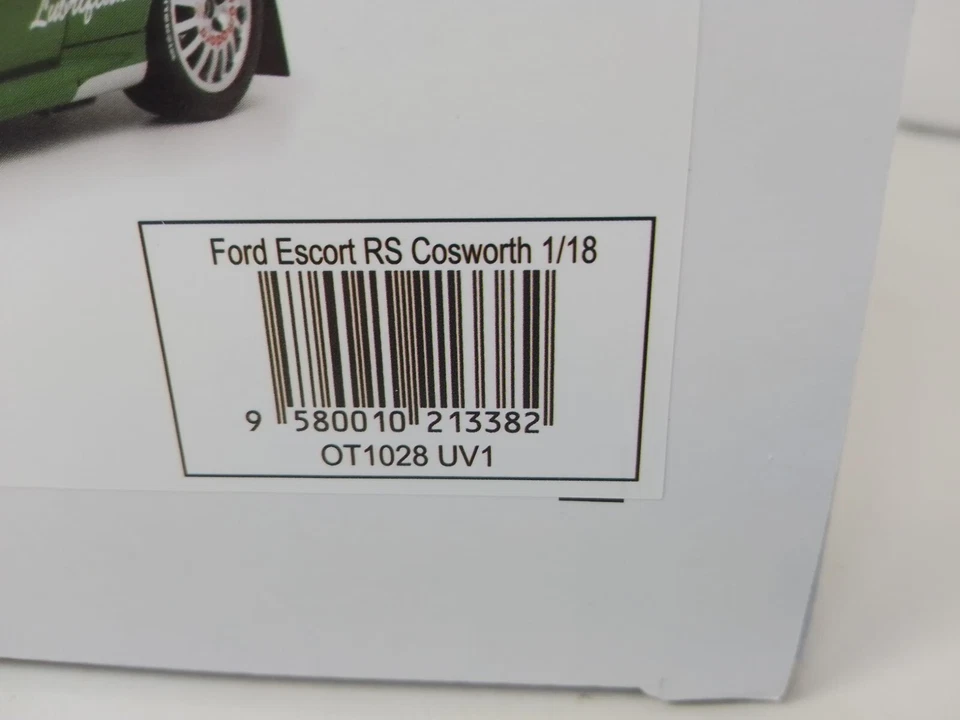 Ford Escort RS Cosworth 1/18
9 580010 213382
OT1028 UV1